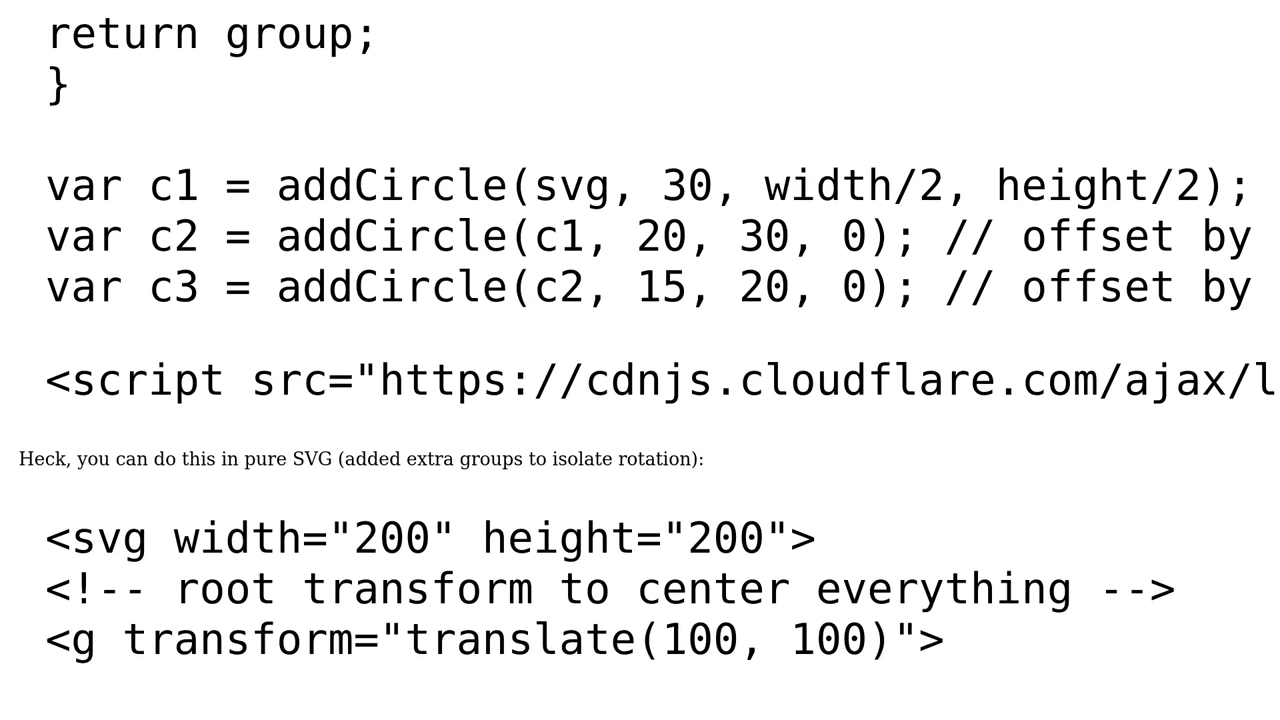 return group;
}
var c1 = addCircle(svg, 30, width/2, height/2);
var c2 = addCircle(c1, 20, 30, 0); // offset by
var c3 = addCircle(c2, 15, 20, 0); // offset by
<script src="https://cdnjs.cloudflare.com/ajax/l
Heck, you can do this in pure SVG (added extra groups to isolate rotation):
<svg width="200" height="200">
<!-- root transform to center everything -->
<g transform="translate(100, 100)">